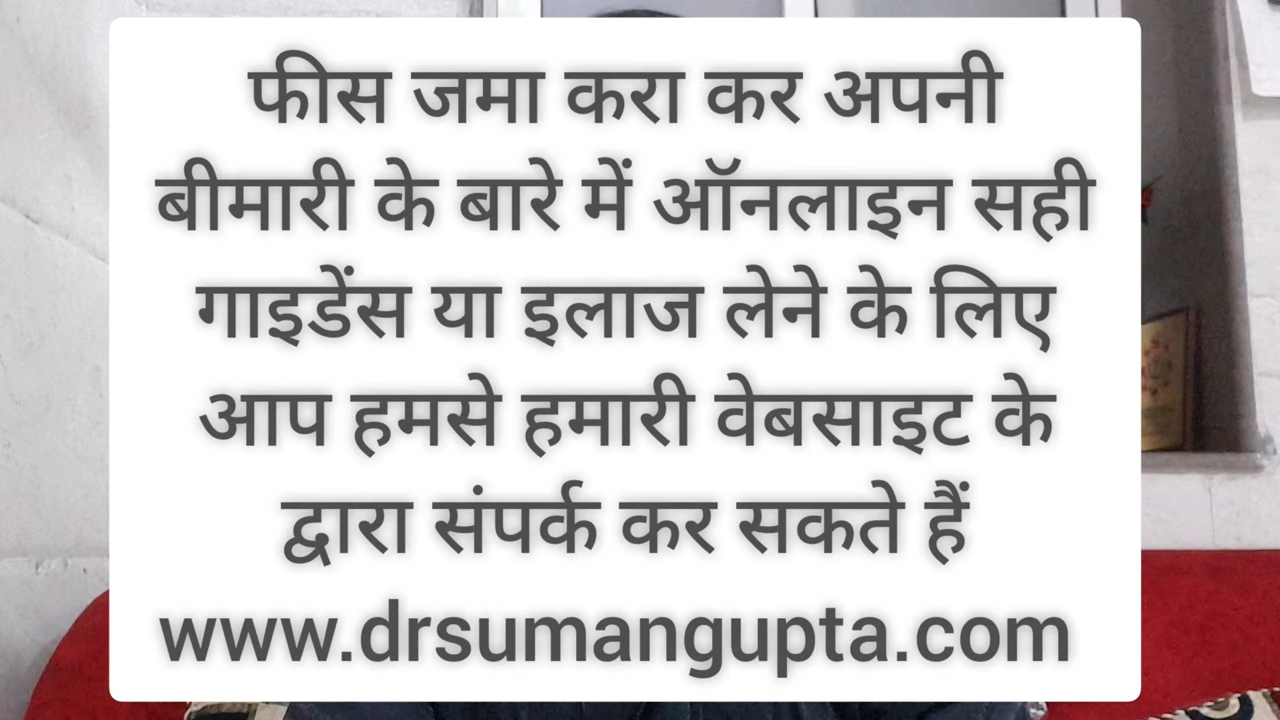 फीस जमा करा कर अपनी
बीमारी के बारे में ऑनलाइन सही
गाइडेंस या इलाज लेने के लिए
आप हमसे हमारी वेबसाइट के
द्वारा संपर्क कर सकते हैं
www.drsumangupta.com